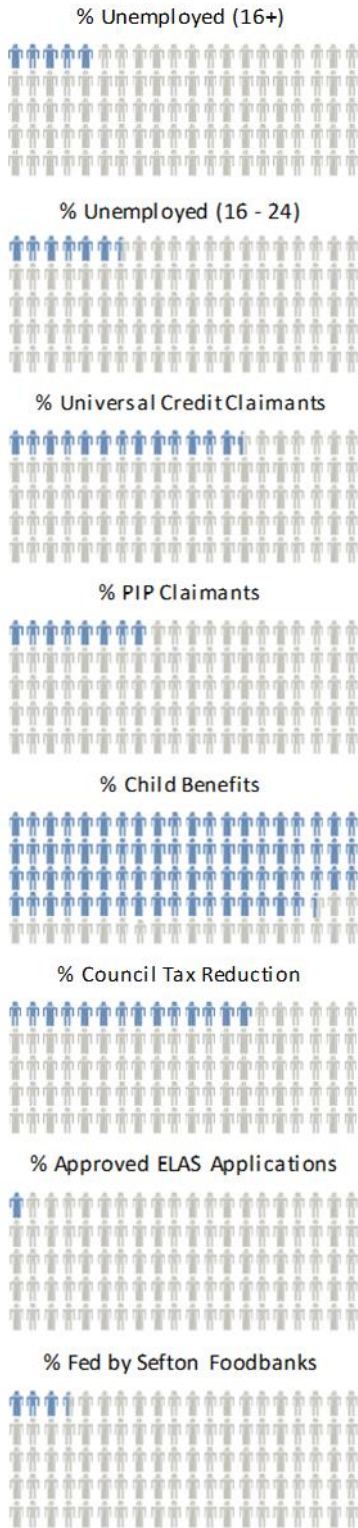 % Unemployed (16+)
% Unemployed (16 - 24)
% Universal Credit Claimants
% PIP Claimants
% Child Benefits
% Council Tax Reduction
% Approved ELAS Applications
% Fed by Sefton Foodbanks